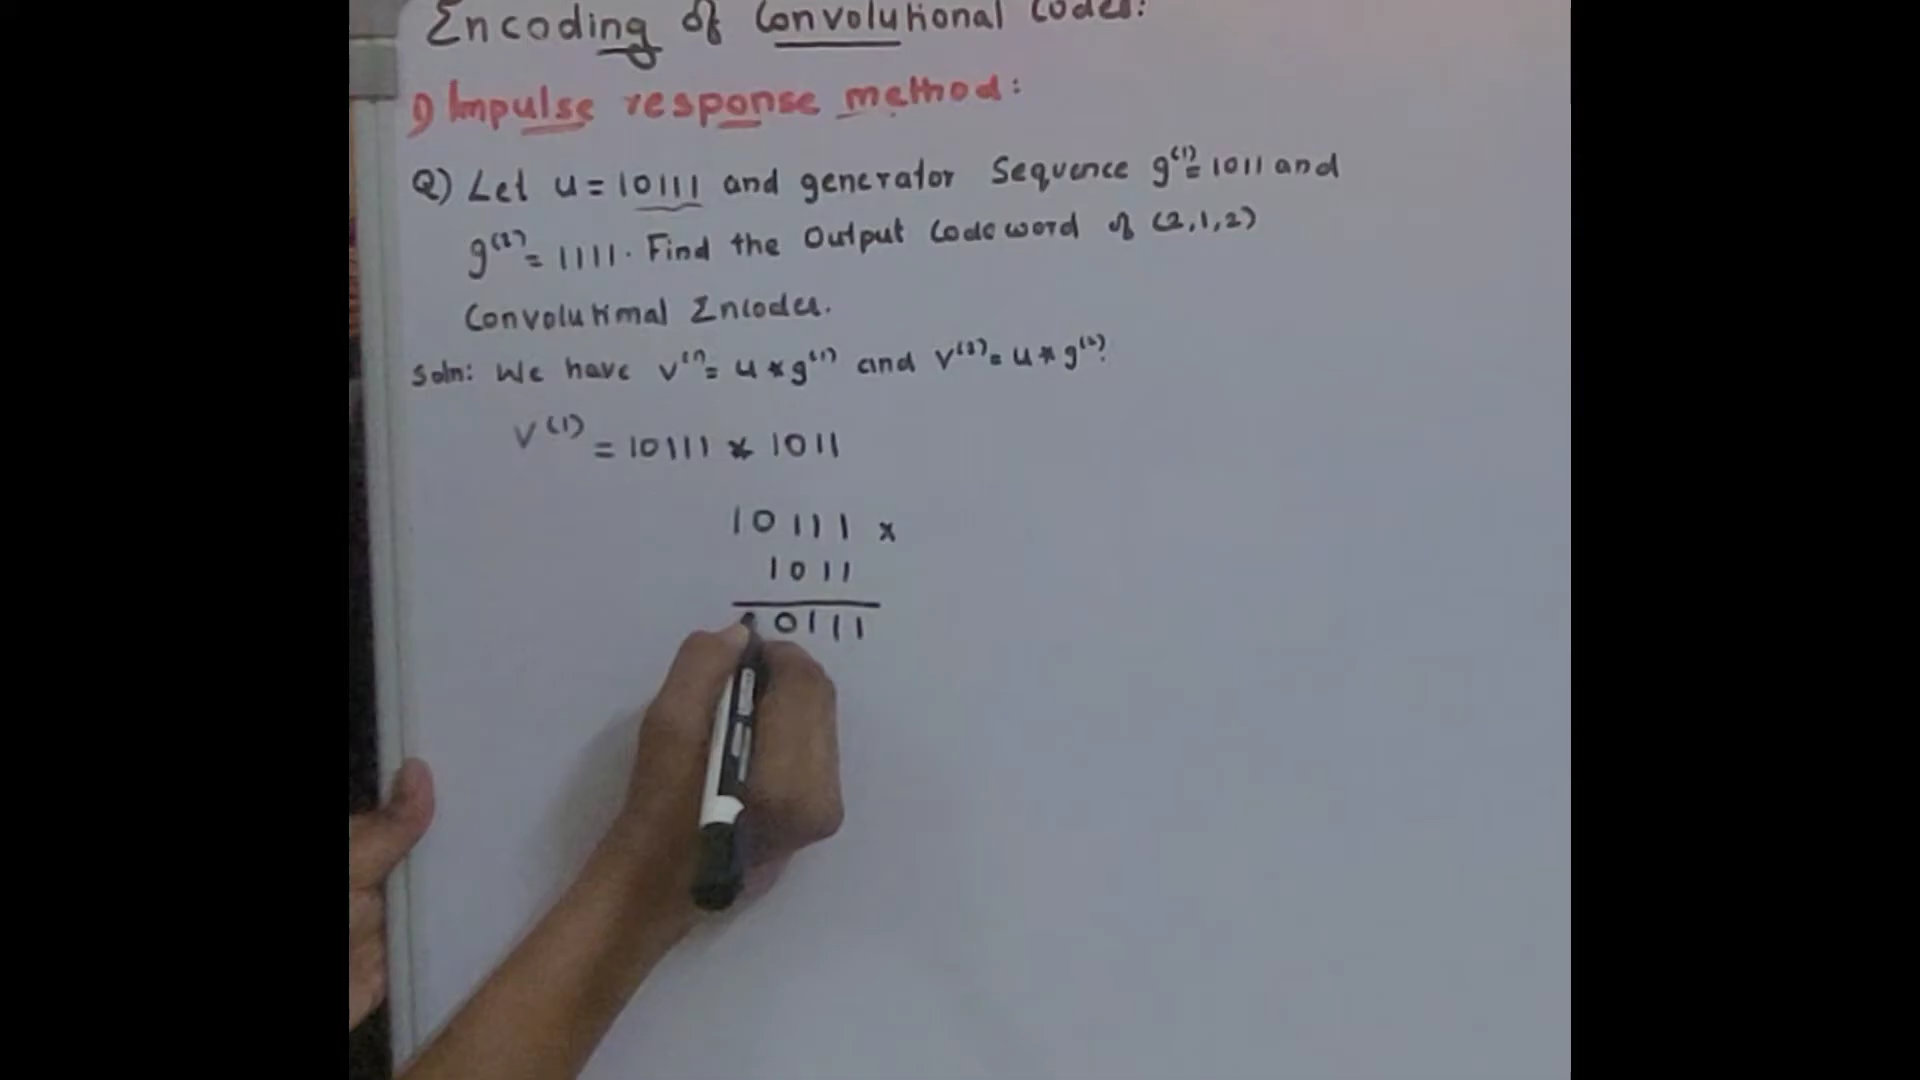 Encoding of Convolutional Codes:
1) Impulse response method:
Q) Let u = 10111 and generator Sequence g⁽¹⁾= 1011 and
g⁽²⁾= 1111. Find the Output Codeword of (2,1,2)
Convolutional Encoder.
Soln: We have v⁽¹⁾= u * g⁽¹⁾ and v⁽²⁾= u * g⁽²⁾.
V⁽¹⁾ = 10111 * 1011
10111 x
1011
0111